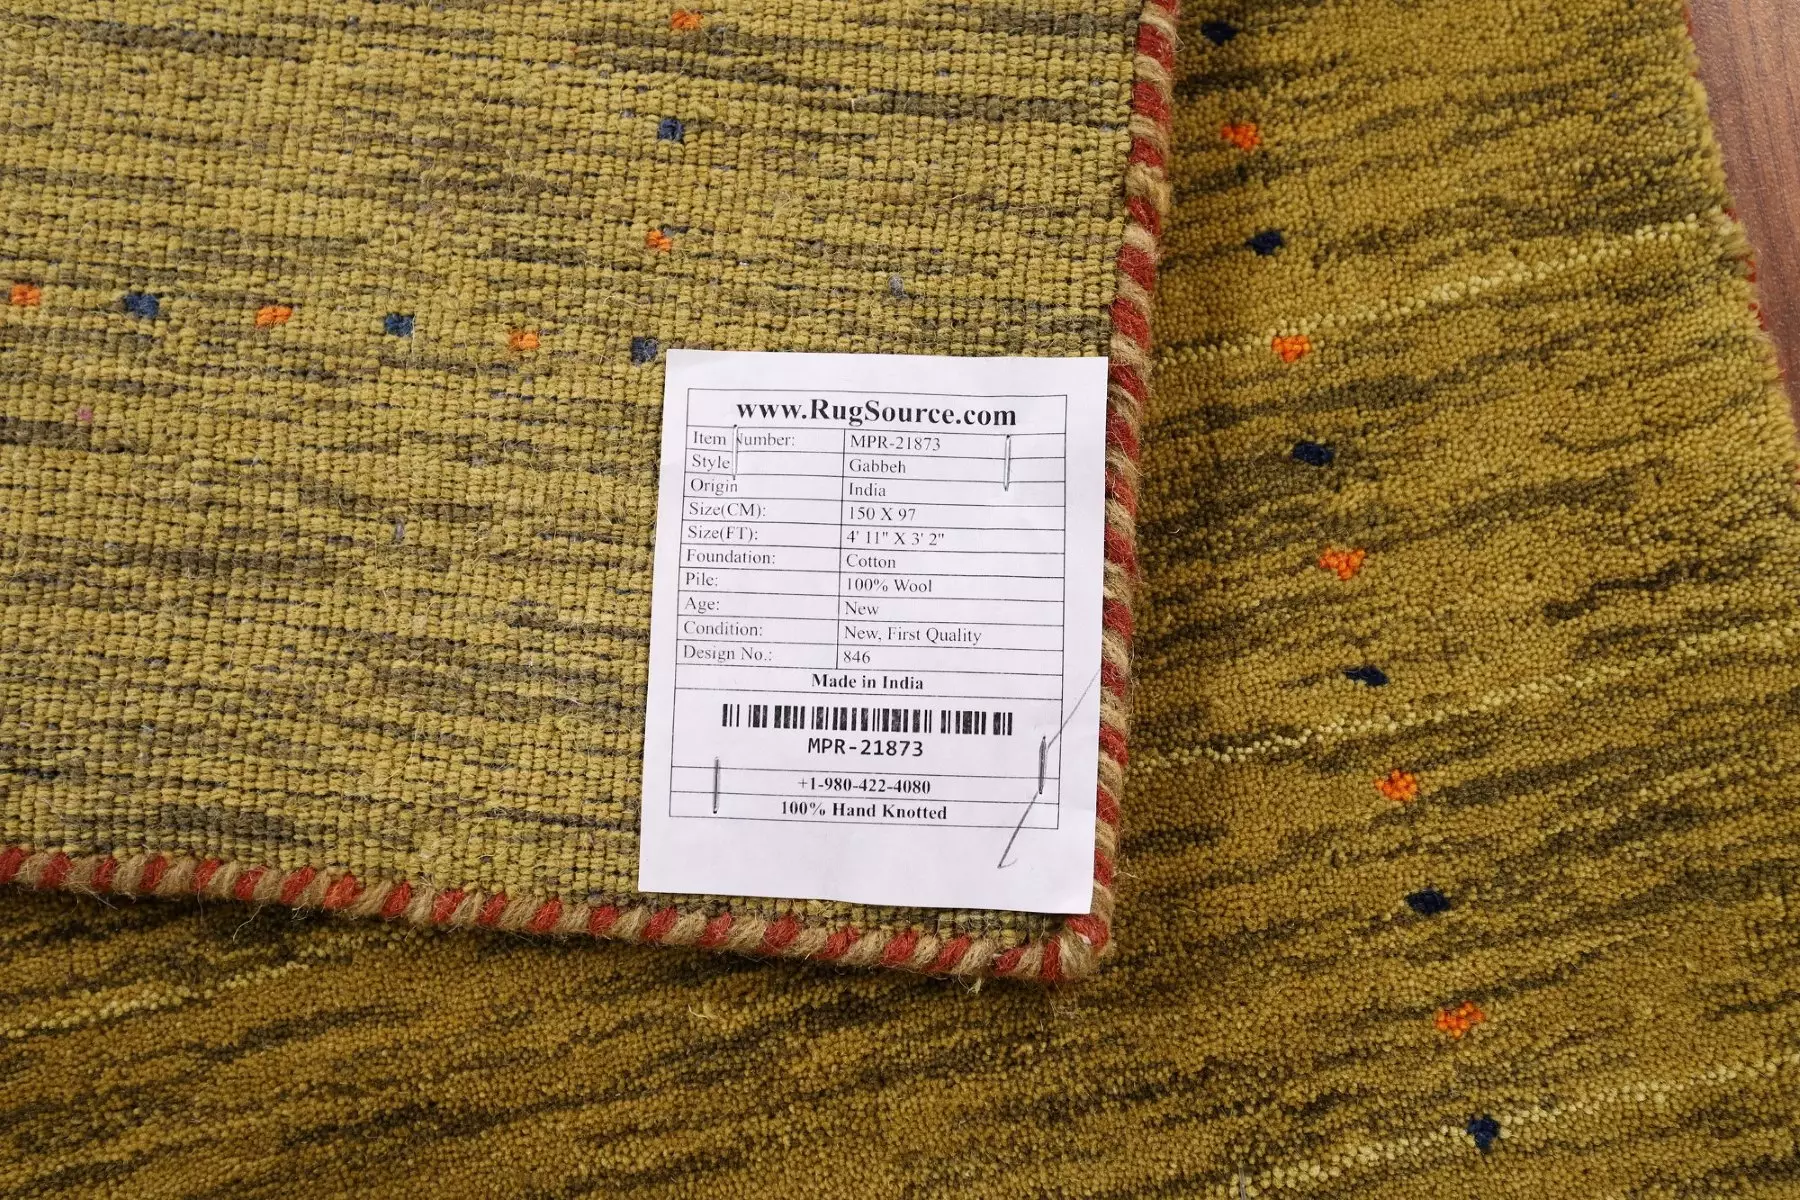 www.RugSource.com
Item Number: MPR-21873
Style Gabbeh
Origin India
Size(CM): 150 X 97
Size(FT): 4' 11" X 3' 2"
Foundation: Cotton
Pile: 100% Wool
Age: New
Condition: New, First Quality
Design No.: 846
Made in India
MPR-21873
+1-980-422-4080
100% Hand Knotted